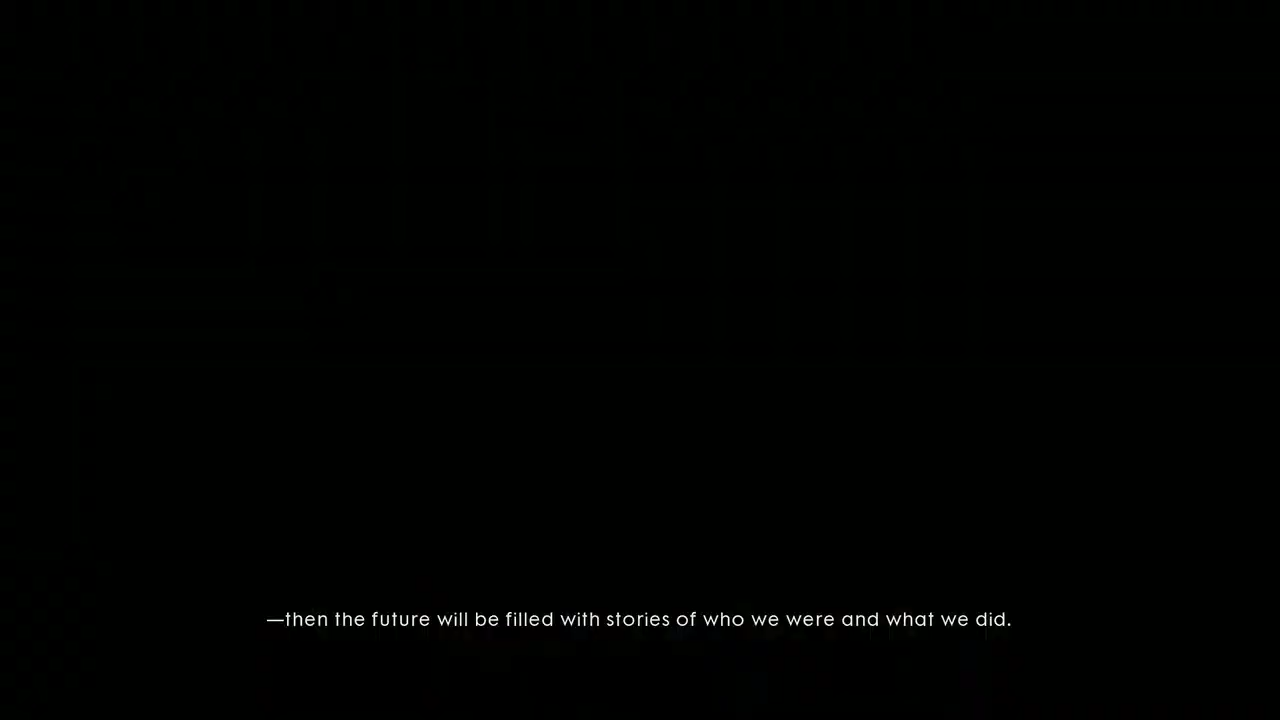 —then the future will be filled with stories of who we were and what we did.